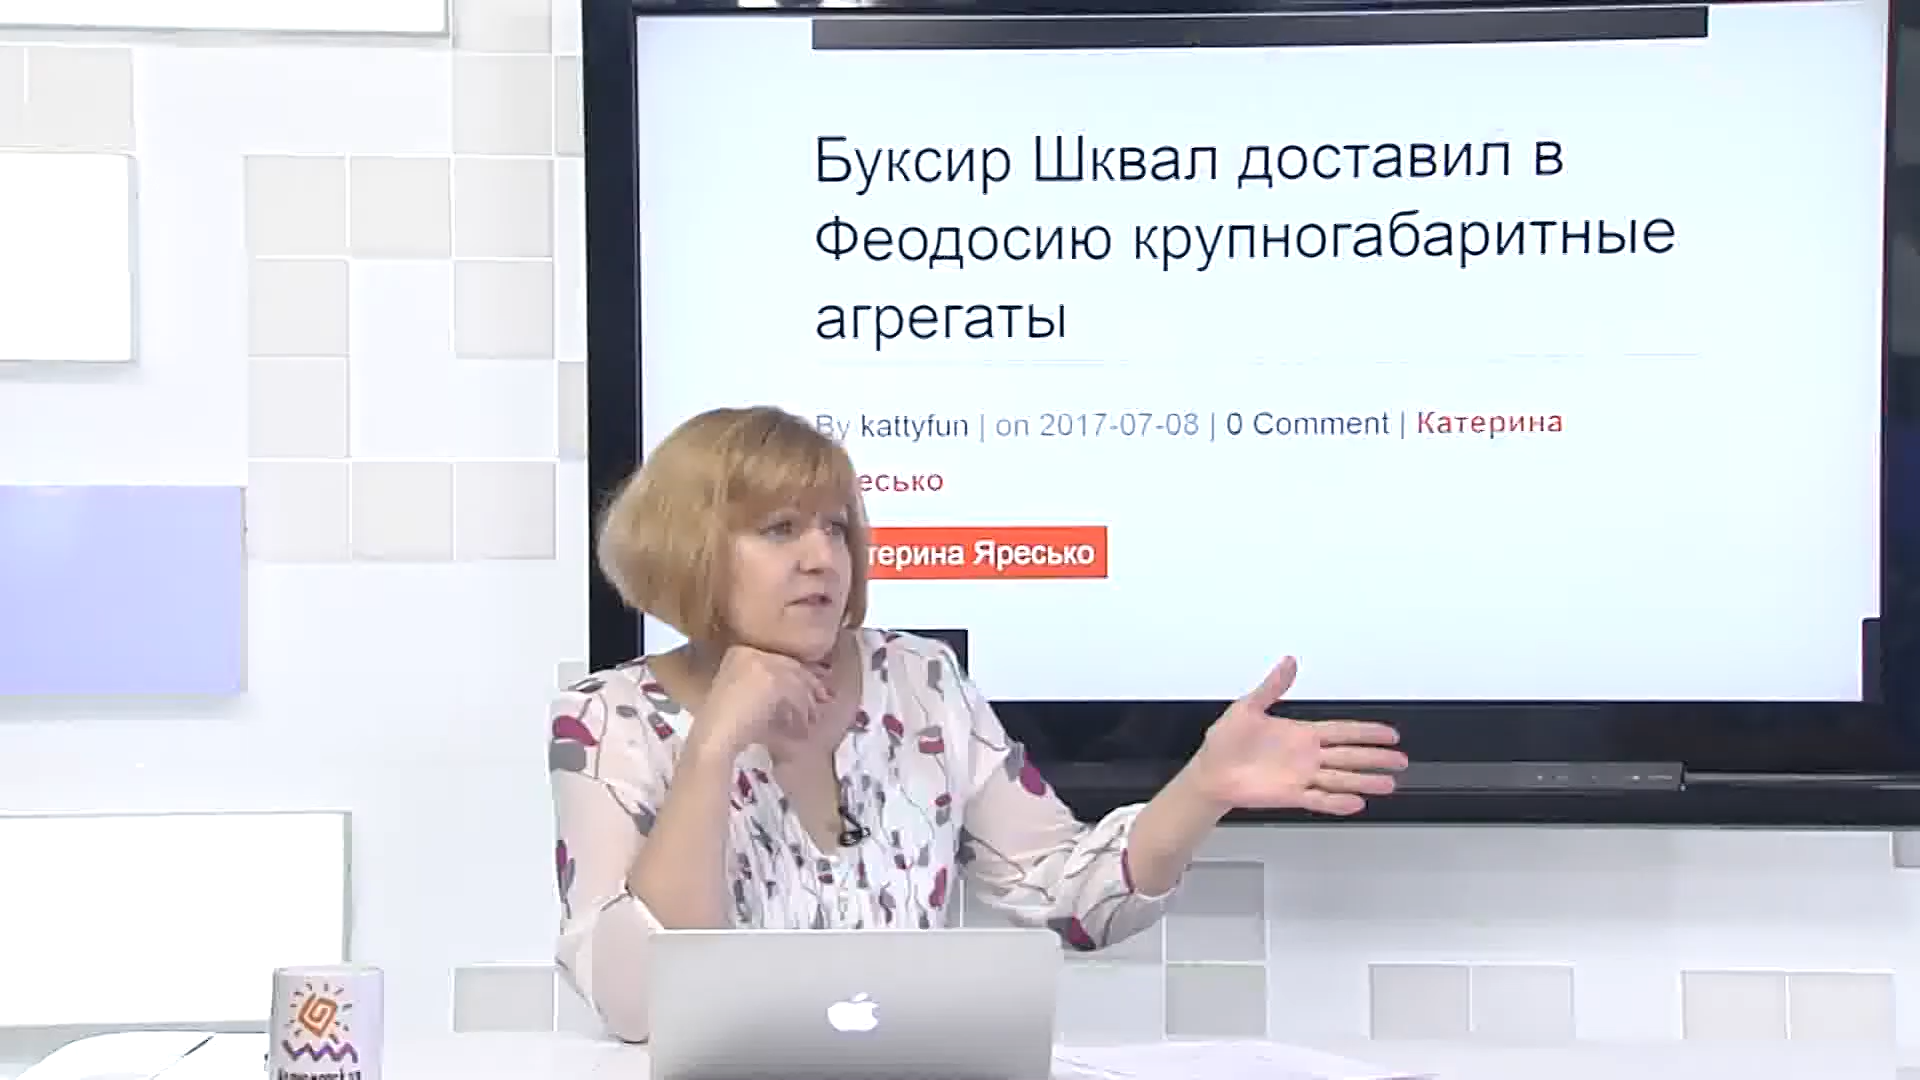 Буксир Шквал доставил в
Феодосию крупногабаритные
агрегаты
By kattyfun | on 2017-07-08 | 0 Comment | Катерина
есько
терина Яресько